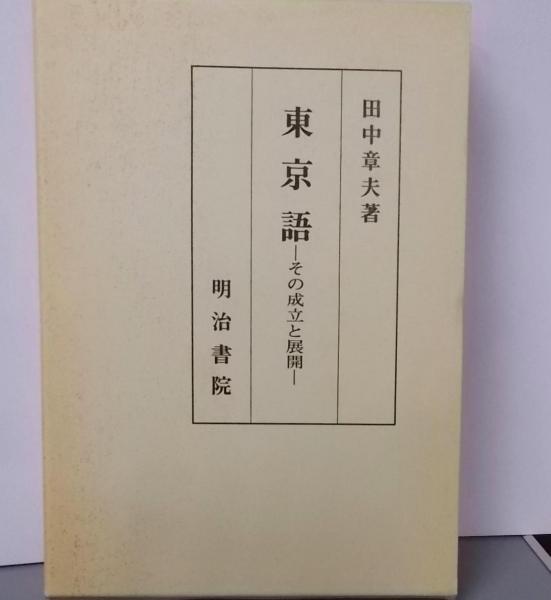 田中章夫著
東京語
―その成立と展開―
明治書院